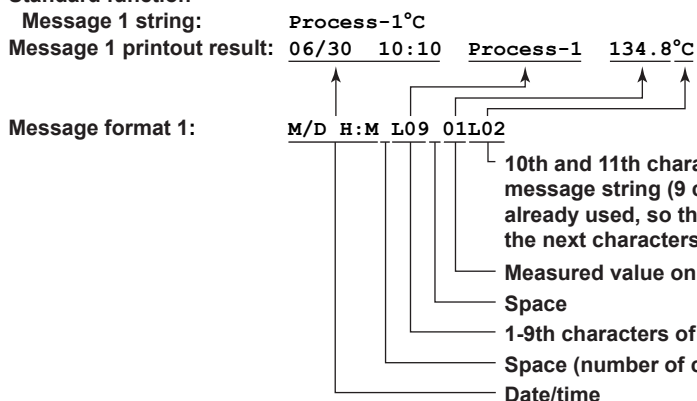 Standard function
Message 1 string: Process-1°C
Message 1 printout result: 06/30 10:10 Process-1 134.8°C
Message format 1: M/D H:M L09 01L02
10th and 11th chara
message string (9 c
already used, so th
the next characters
Measured value on
Space
1-9th characters of
Space (number of c
Date/time